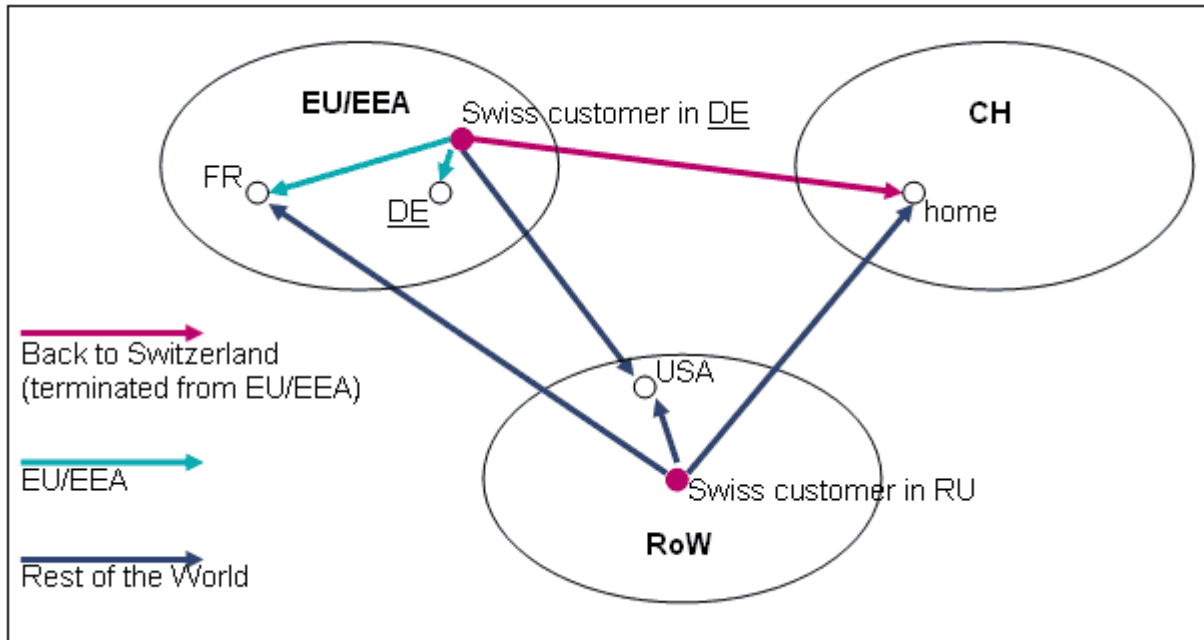 EU/EEA
Swiss customer in DE
CH
FR
DE
home
Back to Switzerland
(terminated from EU/EEA)
USA
EU/EEA
Swiss customer in RU
RoW
Rest of the World